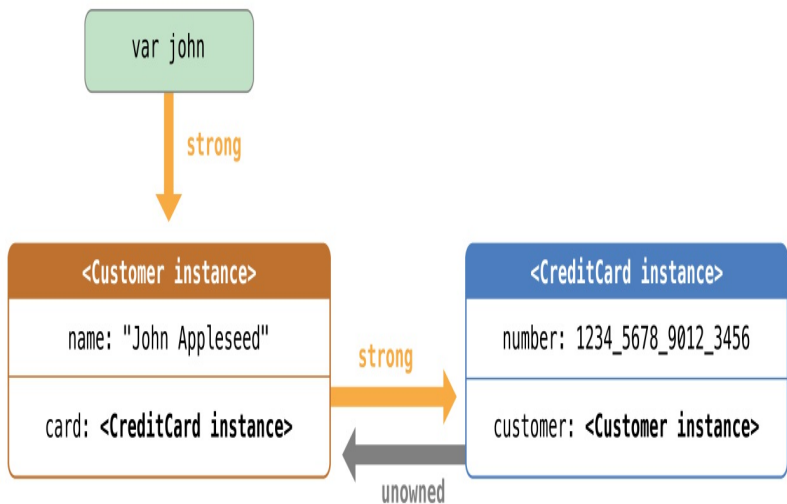 var john
strong
<Customer instance>
name: "John Appleseed"
card: <CreditCard instance>
strong
unowned
<CreditCard instance>
number: 1234_5678_9012_3456
customer: <Customer instance>